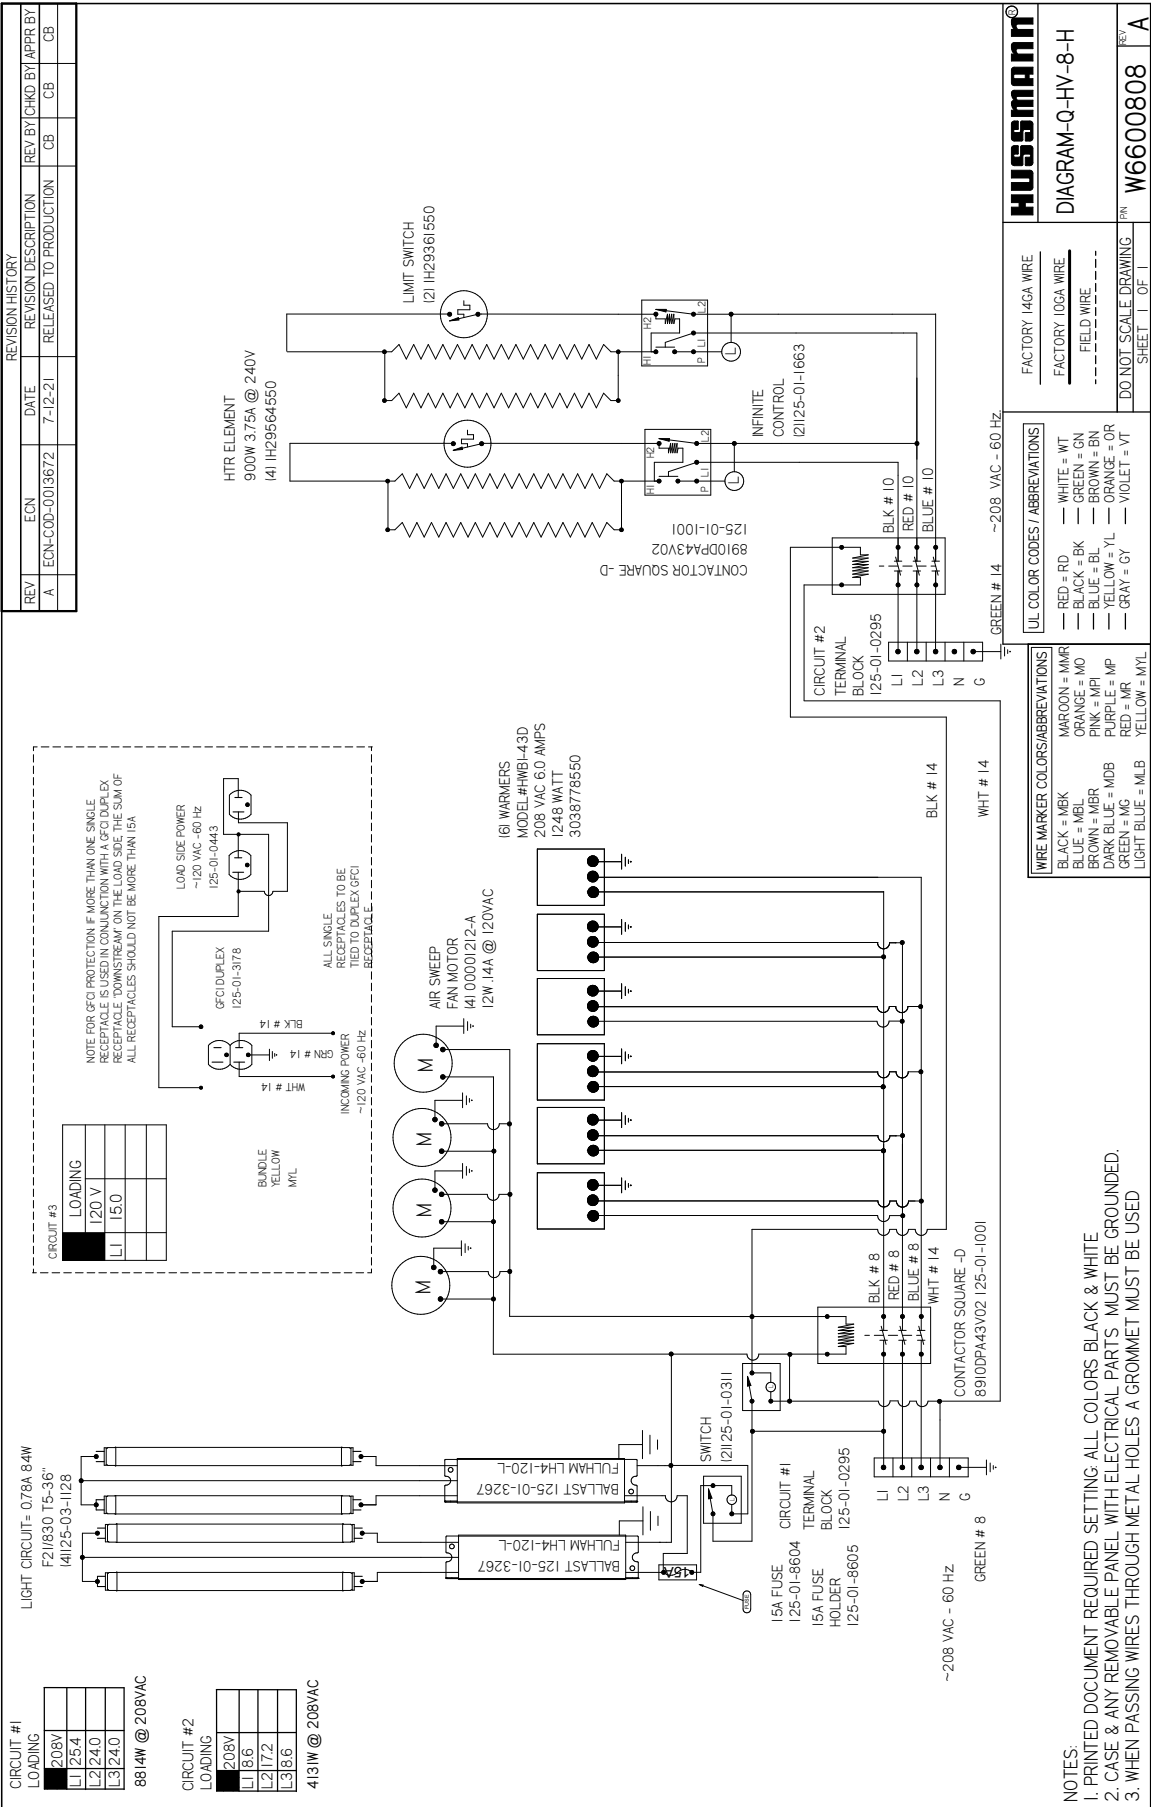 REVISION HISTORY
REV ECN DATE REVISION DESCRIPTION REV BY CHKD BY APPR BY
A ECN-COD-0013672 7-12-21 RELEASED TO PRODUCTION CB CB CB
CIRCUIT #1
LOADING
208V
L1 25.4
L2 24.0
L3 24.0
8814W @ 208VAC
CIRCUIT #2
LOADING
208V
L1 8.6
L2 17.2
L3 8.6
4131W @ 208VAC
LIGHT CIRCUIT= 0.78A 84W
F21/830 T5-36"
(4)125-03-1128
BALLAST 125-01-3267
FULHAM LH4-120-L
BALLAST 125-01-3267
FULHAM LH4-120-L
15A
FUSE
15A FUSE
125-01-8604
15A FUSE
HOLDER
125-01-8605
SWITCH
(2)125-01-0311
L
L
CIRCUIT #1
TERMINAL
BLOCK
125-01-0295
L1
L2
L3
N
G
~208 VAC - 60 HZ
GREEN # 8
CONTACTOR SQUARE -D
8910DPA43V02 125-01-1001
BLK # 8
RED # 8
BLUE # 8
WHT # 14
CIRCUIT #3
LOADING
120 V
L1 15.0
BUNDLE
YELLOW
MYL
NOTE FOR GFCI PROTECTION IF MORE THAN ONE SINGLE
RECEPTACLE IS USED IN CONJUNCTION WITH A GFCI DUPLEX
RECEPTACLE "DOWNSTREAM" ON THE LOAD SIDE, THE SUM OF
ALL RECEPTACLES SHOULD NOT BE MORE THAN 15A
GFCI DUPLEX
125-01-3178
WHT # 14
GRN # 14
BLK # 14
INCOMING POWER
~120 VAC -60 Hz
LOAD SIDE POWER
~120 VAC -60 Hz
125-01-0443
ALL SINGLE
RECEPTACLES TO BE
TIED TO DUPLEX GFCI
RECEPTACLE
M
M
M
M
AIR SWEEP
FAN MOTOR
(4) 0001212-A
12W .14A @ 120VAC
(6) WARMERS
MODEL#HWBI-43D
208 VAC 6.0 AMPS
1248 WATT
3038778550
BLK # 14
WHT # 14
CIRCUIT #2
TERMINAL
BLOCK
125-01-0295
L1
L2
L3
N
G
GREEN # 14
~208 VAC - 60 Hz.
BLK # 10
RED # 10
BLUE # 10
CONTACTOR SQUARE -D
8910DPA43V02
125-01-1001
INFINITE
CONTROL
(2)125-01-1663
H1 H2
P L1 L2
L
H1 H2
P L1 L2
L
HTR ELEMENT
900W 3.75A @ 240V
(4) 1H29564550
LIMIT SWITCH
(2) 1H29361550
NOTES:
1. PRINTED DOCUMENT REQUIRED SETTING: ALL COLORS BLACK & WHITE
2. CASE & ANY REMOVABLE PANEL WITH ELECTRICAL PARTS MUST BE GROUNDED.
3. WHEN PASSING WIRES THROUGH METAL HOLES A GROMMET MUST BE USED
WIRE MARKER COLORS/ABBREVIATIONS
BLACK = MBK MAROON = MMR
BLUE = MBL ORANGE = MO
BROWN = MBR PINK = MPI
DARK BLUE = MDB PURPLE = MP
GREEN = MG RED = MR
LIGHT BLUE = MLB YELLOW = MYL
UL COLOR CODES / ABBREVIATIONS
RED = RD WHITE = WT
BLACK = BK GREEN = GN
BLUE = BL BROWN = BN
YELLOW = YL ORANGE = OR
GRAY = GY VIOLET = VT
FACTORY 14GA WIRE
FACTORY 10GA WIRE
FIELD WIRE
DO NOT SCALE DRAWING
SHEET 1 OF 1
HUSSMANN®
DIAGRAM-Q-HV-8-H
P/N W6600808
REV A